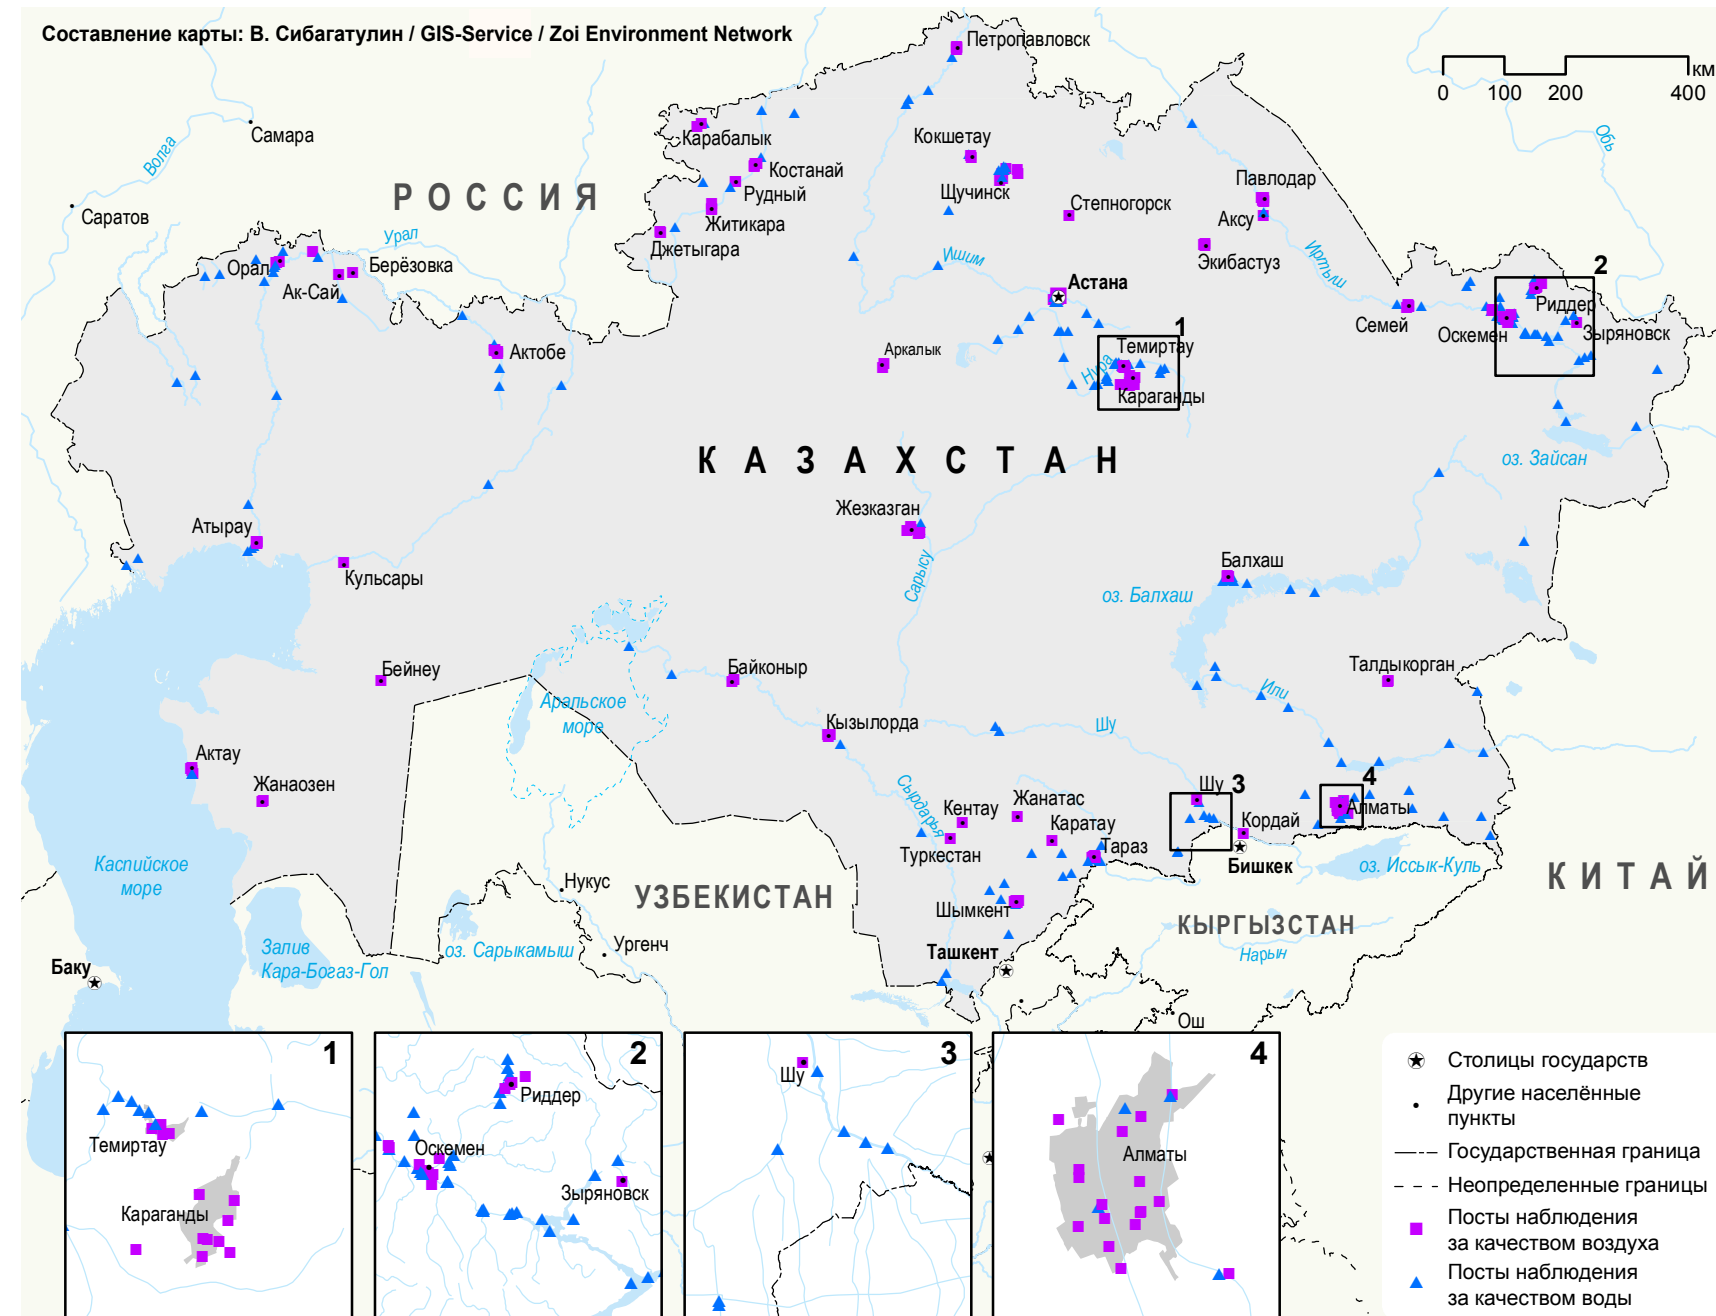 Составление карты: В. Сибагатулин / GIS-Service / Zoi Environment Network
Петропавловск
км
0 100 200 400
Самара
Волга
Карабалык
Кокшетау
Обь
Костанай
Рудный
Щучинск
Павлодар
РОССИЯ
Саратов
Житикара
Степногорск
Аксу
Джетыгара
Урал
Орал
Берёзовка
Ишим
Экибастуз
Иртыш
Ак-Сай
Астана
2
Риддер
Семей
Оскемен
Зыряновск
1
Актобе
Аркалык
Темиртау
Нура
Караганды
КАЗАХСТАН
оз. Зайсан
Жезказган
Атырау
Сарысу
Кульсары
Балхаш
оз. Балхаш
Бейнеу
Байконыр
Талдыкорган
Или
Аральское
море
Кызылорда
Шу
Актау
Жанаозен
Сырдарья
Кентау
Жанатас
Шу
3
4
Каратау
Кордай
Алматы
Туркестан
Тараз
Бишкек
оз. Иссык-Куль
Каспийское
море
Нукус
УЗБЕКИСТАН
КИТАЙ
Шымкент
КЫРГЫЗСТАН
Залив
Кара-Богаз-Гол
оз. Сарыкамыш
Ургенч
Ташкент
Нарын
Баку
Ош
1
Темиртау
Караганды
2
Риддер
Оскемен
Зыряновск
3
Шу
4
Алматы
Столицы государств
Другие населённые
пункты
Государственная граница
Неопределенные границы
Посты наблюдения
за качеством воздуха
Посты наблюдения
за качеством воды